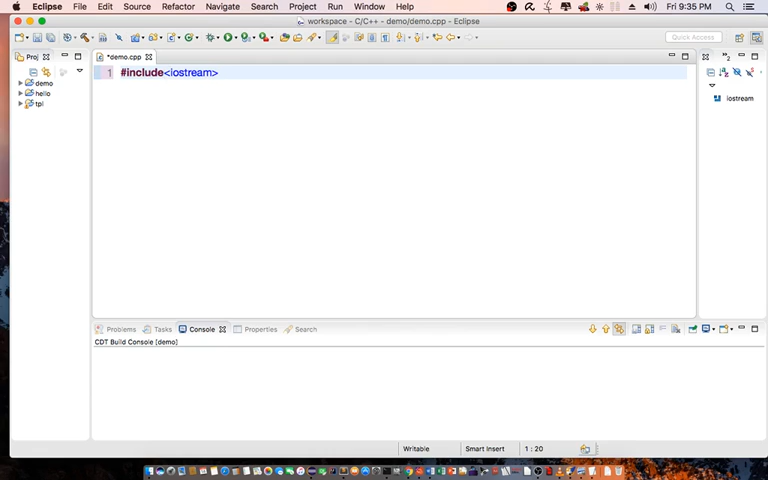 Eclipse File Edit Source Refactor Navigate Search Project Run Window Help Fri 9:35 PM
workspace - C/C++ - demo/demo.cpp - Eclipse
Quick Access
Proj
*demo.cpp
2
1 #include<iostream>
demo
hello
tpl
iostream
Problems Tasks Console Properties Search
CDT Build Console [demo]
Writable Smart Insert 1 : 20